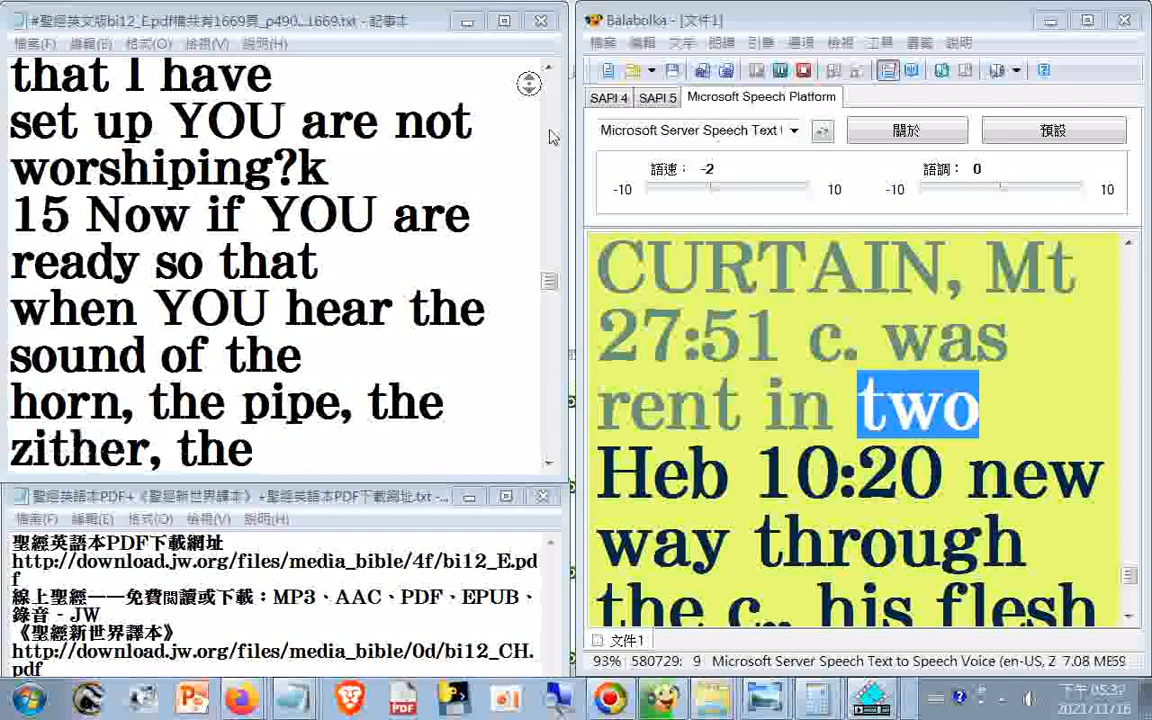 #聖經英文版bi12_E.pdf檔共有1669頁_p490...1669.txt - 記事本
檔案(F) 編輯(E) 格式(O) 檢視(V) 說明(H)
that I have
set up YOU are not
worshiping?k
15 Now if YOU are
ready so that
when YOU hear the
sound of the
horn, the pipe, the
zither, the
聖經英語本PDF+《聖經新世界譯本》+聖經英語本PDF下載網址.txt - ...
檔案(F) 編輯(E) 格式(O) 檢視(V) 說明(H)
聖經英語本PDF下載網址
http://download.jw.org/files/media_bible/4f/bi12_E.pd
f
線上聖經——免費閱讀或下載：MP3、AAC、PDF、EPUB、
錄音 - JW
《聖經新世界譯本》
http://download.jw.org/files/media_bible/0d/bi12_CH.
pdf
Balabolka - [文件1]
檔案 編輯 文字 朗讀 引擎 選項 檢視 工具 書籤 說明
SAPI 4 SAPI 5 Microsoft Speech Platform
Microsoft Server Speech Text 關於 預設
語速： -2 語調： 0
-10 10 -10 10
CURTAIN, Mt
27:51 c. was
rent in two
Heb 10:20 new
way through
the c., his flesh
文件1
93% 580729: 9 Microsoft Server Speech Text to Speech Voice (en-US, Z 7.08 ME
PDF
下午 05:32
2021/11/16